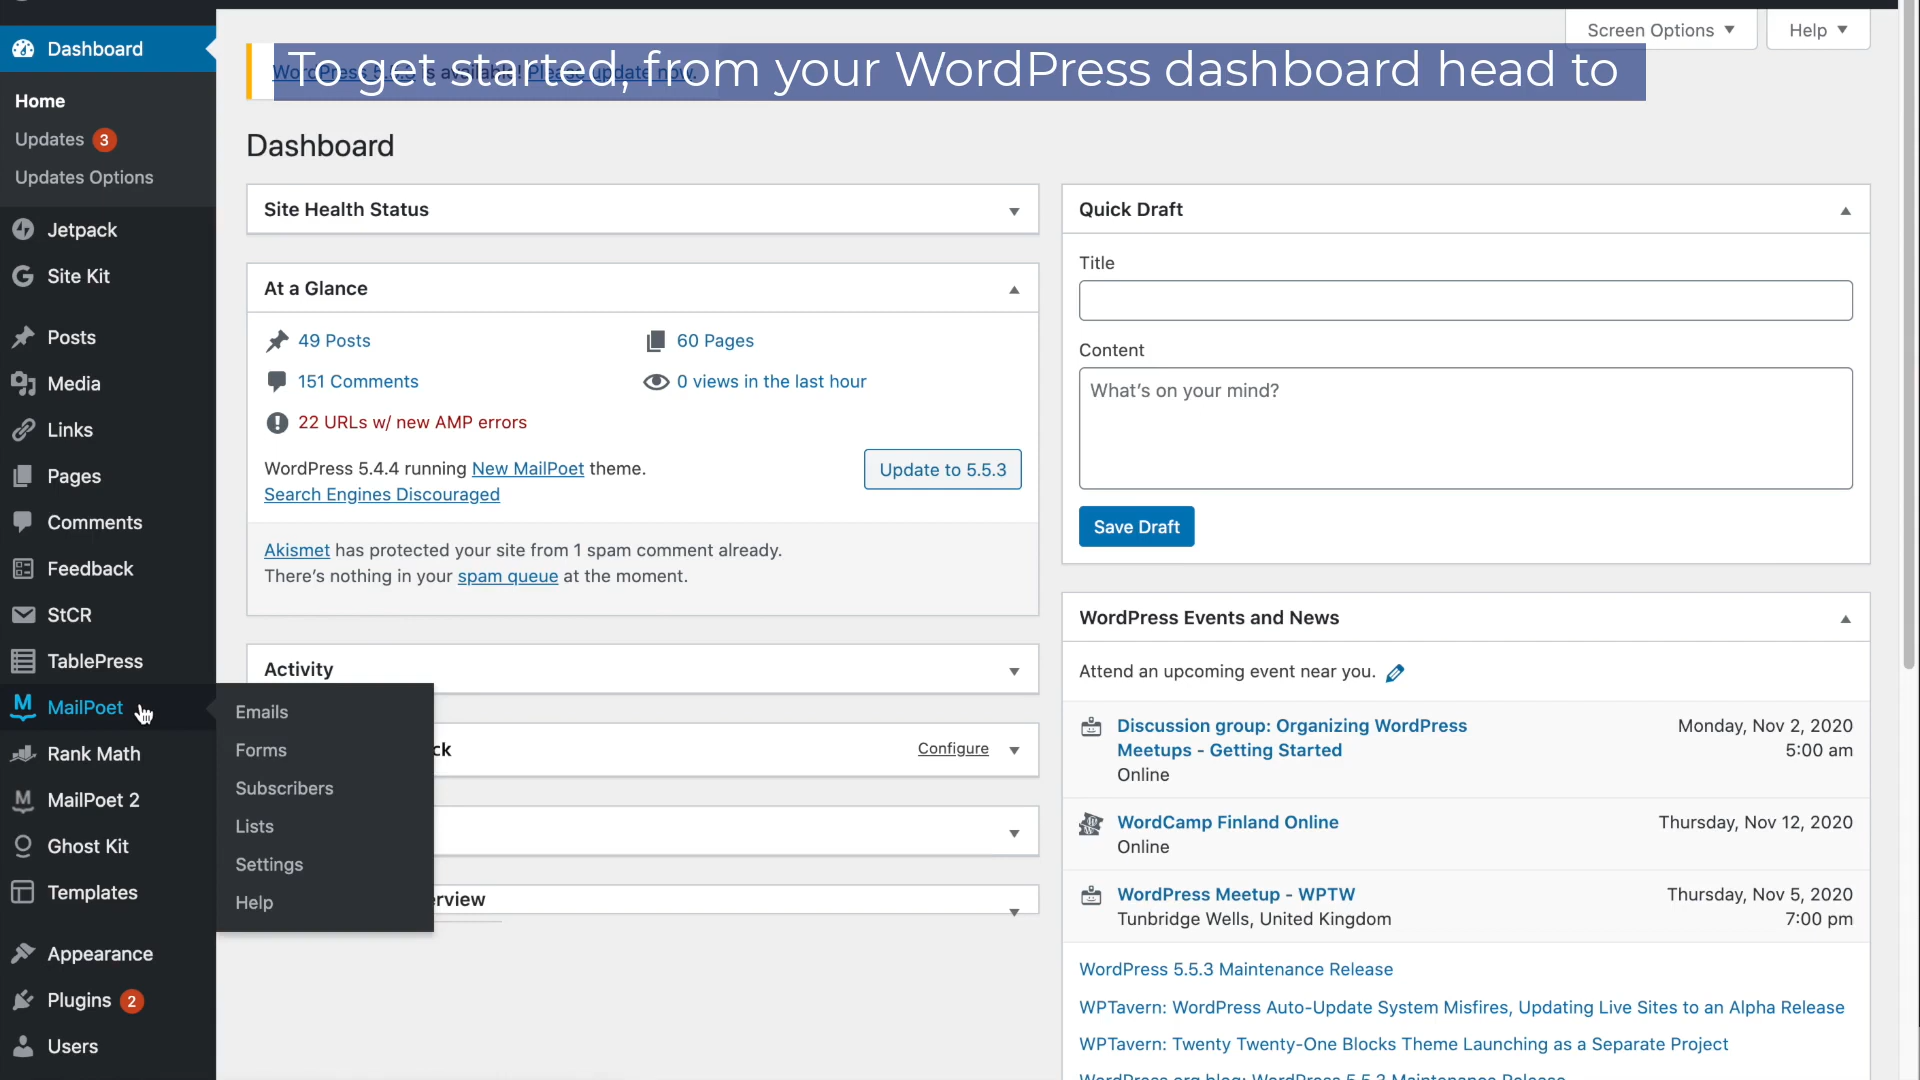 Dashboard
Home
Updates 3
Updates Options
Jetpack
Site Kit
Posts
Media
Links
Pages
Comments
Feedback
StCR
TablePress
MailPoet
Rank Math
MailPoet 2
Ghost Kit
Templates
Appearance
Plugins 2
Users
Emails
Forms
Subscribers
Lists
Settings
Help
Screen Options
Help
To get started, from your WordPress dashboard head to
Dashboard
Site Health Status
At a Glance
49 Posts
60 Pages
151 Comments
0 views in the last hour
22 URLs w/ new AMP errors
WordPress 5.4.4 running New MailPoet theme.
Update to 5.5.3
Search Engines Discouraged
Akismet has protected your site from 1 spam comment already.
There's nothing in your spam queue at the moment.
Activity
ck
Configure
rview
Quick Draft
Title
Content
What's on your mind?
Save Draft
WordPress Events and News
Attend an upcoming event near you.
Discussion group: Organizing WordPress
Meetups - Getting Started
Online
Monday, Nov 2, 2020
5:00 am
WordCamp Finland Online
Online
Thursday, Nov 12, 2020
WordPress Meetup - WPTW
Tunbridge Wells, United Kingdom
Thursday, Nov 5, 2020
7:00 pm
WordPress 5.5.3 Maintenance Release
WPTavern: WordPress Auto-Update System Misfires, Updating Live Sites to an Alpha Release
WPTavern: Twenty Twenty-One Blocks Theme Launching as a Separate Project